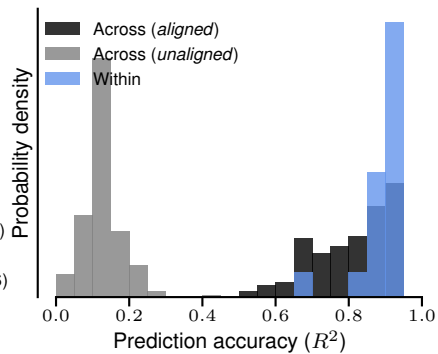 Across (aligned)
Across (unaligned)
Within
Probability density
)
)
0.0 0.2 0.4 0.6 0.8 1.0
Prediction accuracy (R²)